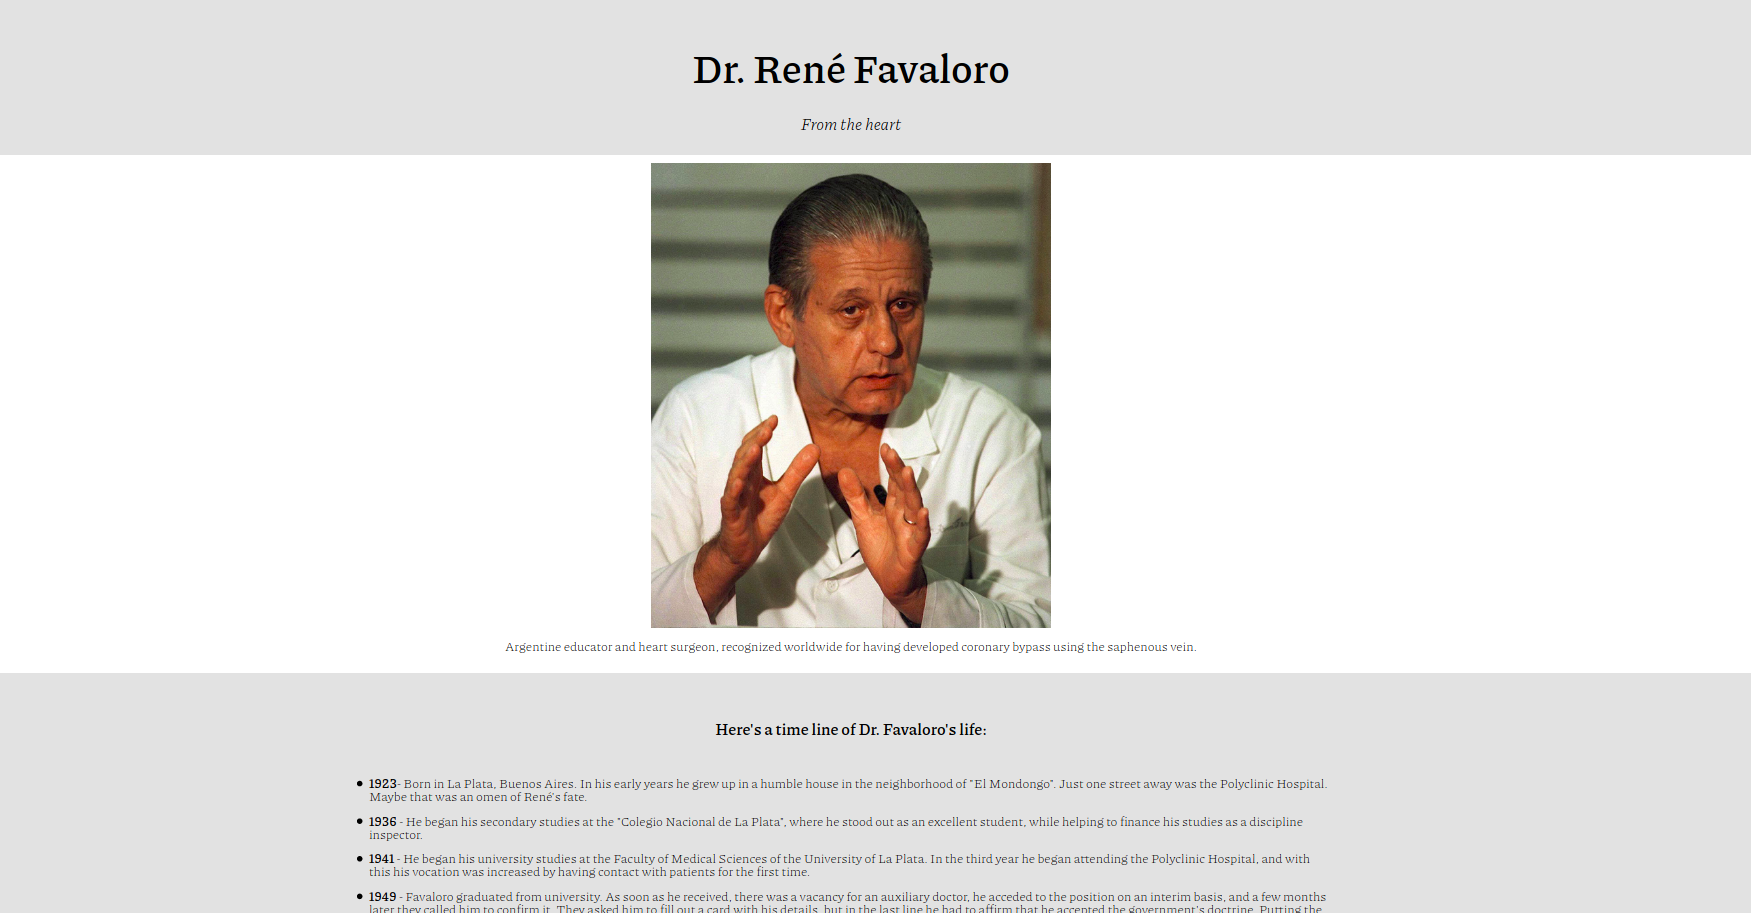 Dr. René Favaloro
From the heart
Argentine educator and heart surgeon, recognized worldwide for having developed coronary bypass using the saphenous vein.
Here's a time line of Dr. Favaloro's life:
1923- Born in La Plata, Buenos Aires. In his early years he grew up in a humble house in the neighborhood of "El Mondongo". Just one street away was the Polyclinic Hospital.
Maybe that was an omen of René's fate.
1936 - He began his secondary studies at the "Colegio Nacional de La Plata", where he stood out as an excellent student, while helping to finance his studies as a discipline
inspector.
1941 - He began his university studies at the Faculty of Medical Sciences of the University of La Plata. In the third year he began attending the Polyclinic Hospital, and with
this his vocation was increased by having contact with patients for the first time.
1949 - Favaloro graduated from university. As soon as he received, there was a vacancy for an auxiliary doctor, he acceded to the position on an interim basis, and a few months
later they called him to confirm it. They asked him to fill out a card with his details, but in the last line he had to affirm that he accepted the government's doctrine. Putting the